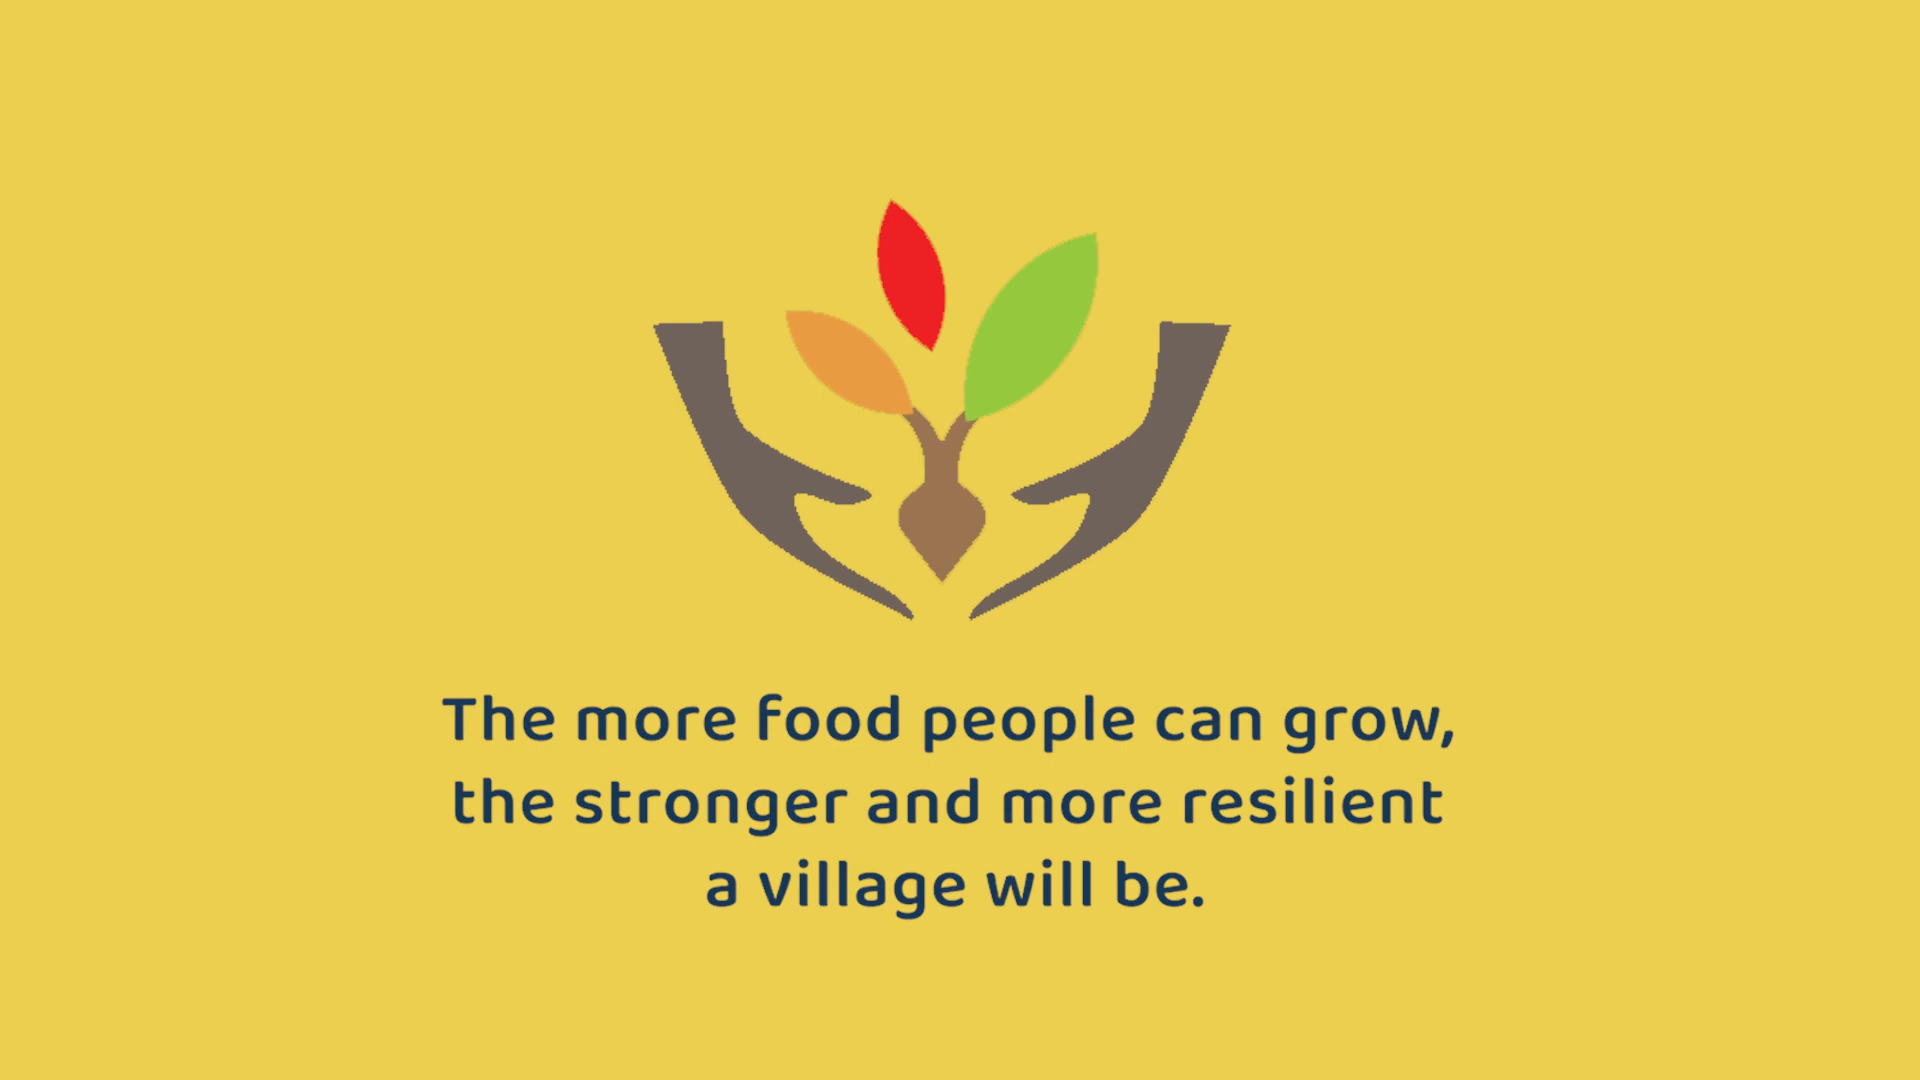 The more food people can grow,
the stronger and more resilient
a village will be.